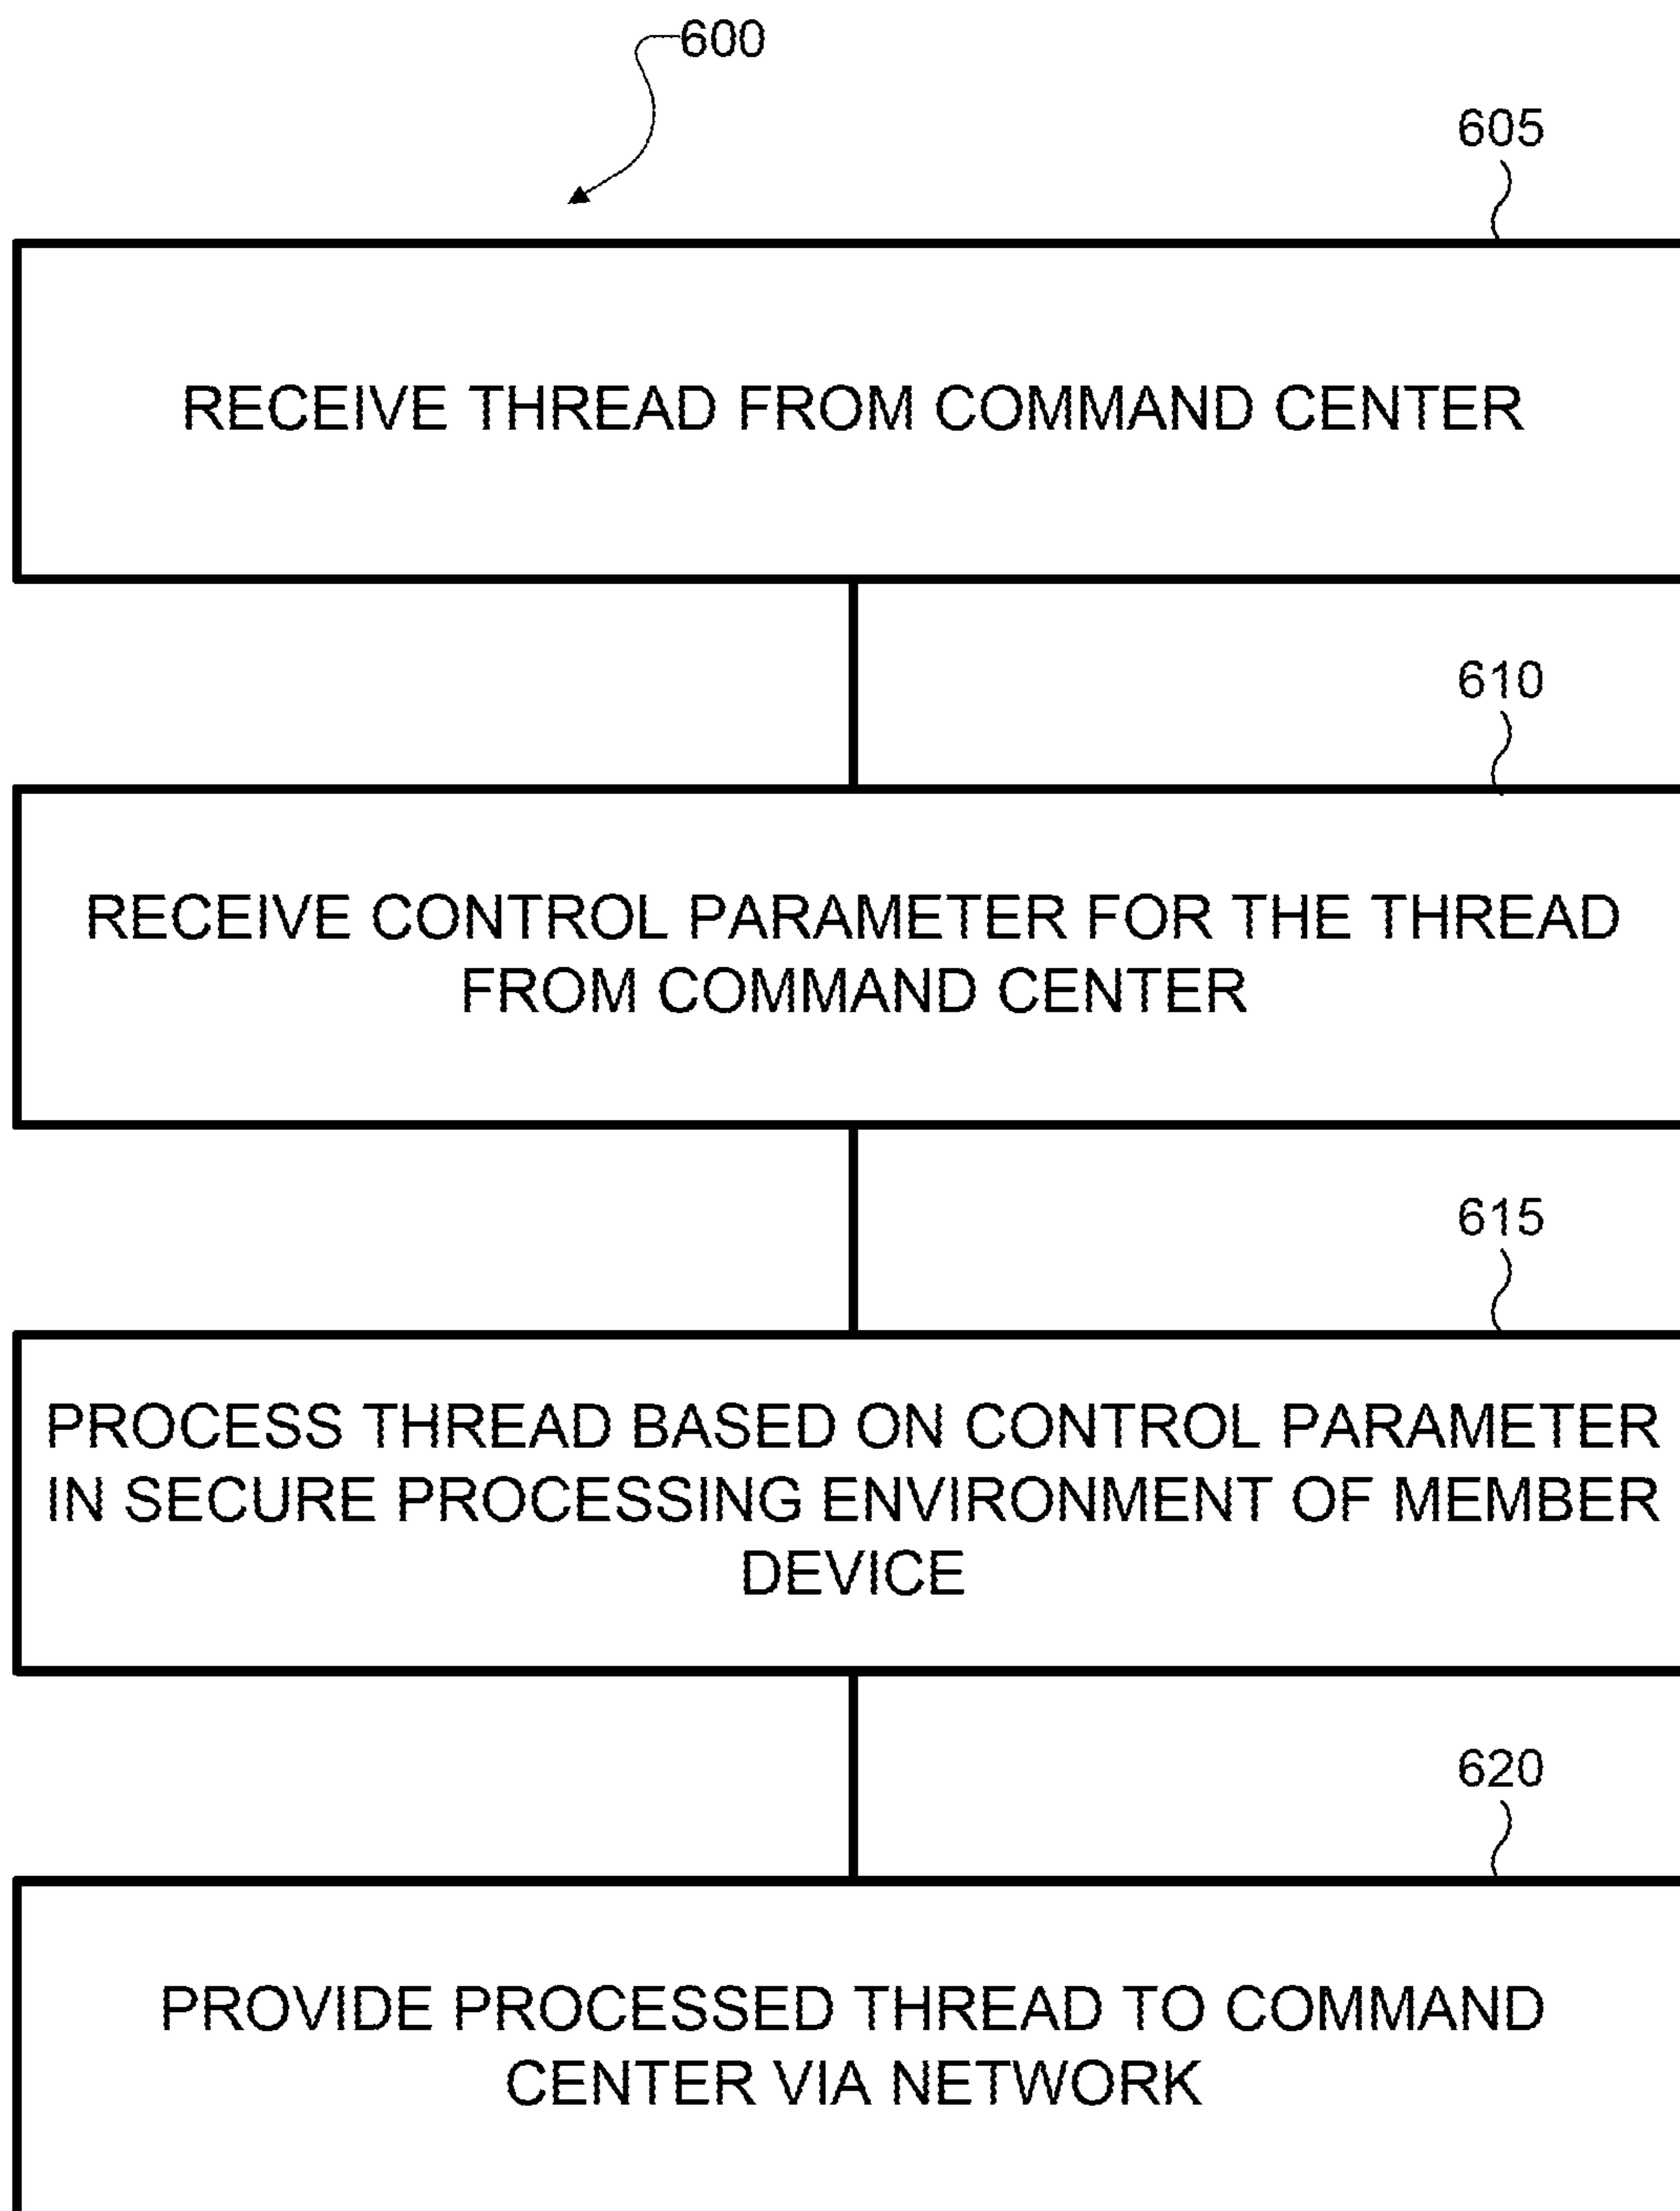 600
605
RECEIVE THREAD FROM COMMAND CENTER
610
RECEIVE CONTROL PARAMETER FOR THE THREAD
FROM COMMAND CENTER
615
PROCESS THREAD BASED ON CONTROL PARAMETER
IN SECURE PROCESSING ENVIRONMENT OF MEMBER
DEVICE
620
PROVIDE PROCESSED THREAD TO COMMAND
CENTER VIA NETWORK